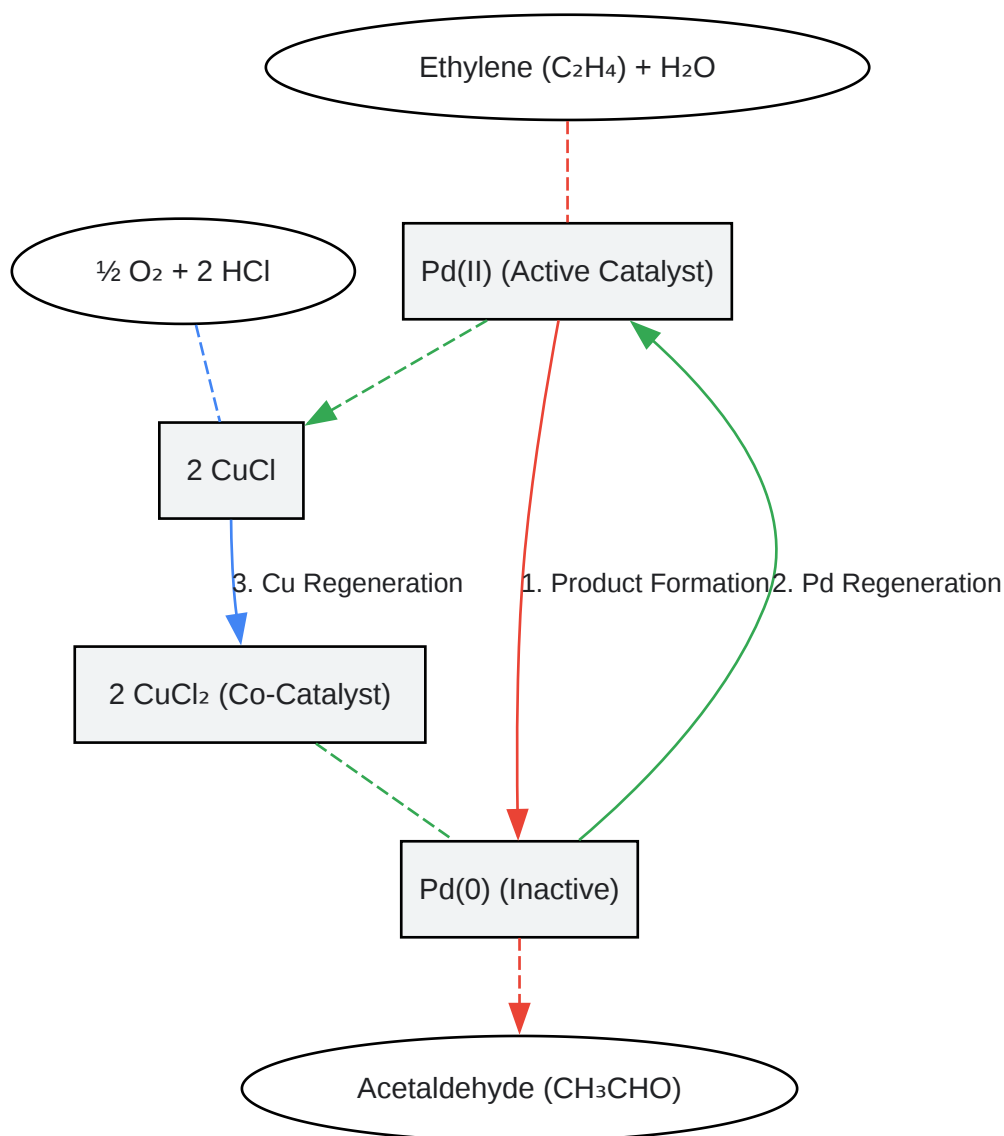 Ethylene (C₂H₄) + H₂O
½ O₂ + 2 HCl
Pd(II) (Active Catalyst)
2 CuCl
3. Cu Regeneration
1. Product Formation
2. Pd Regeneration
2 CuCl₂ (Co-Catalyst)
Pd(0) (Inactive)
Acetaldehyde (CH₃CHO)